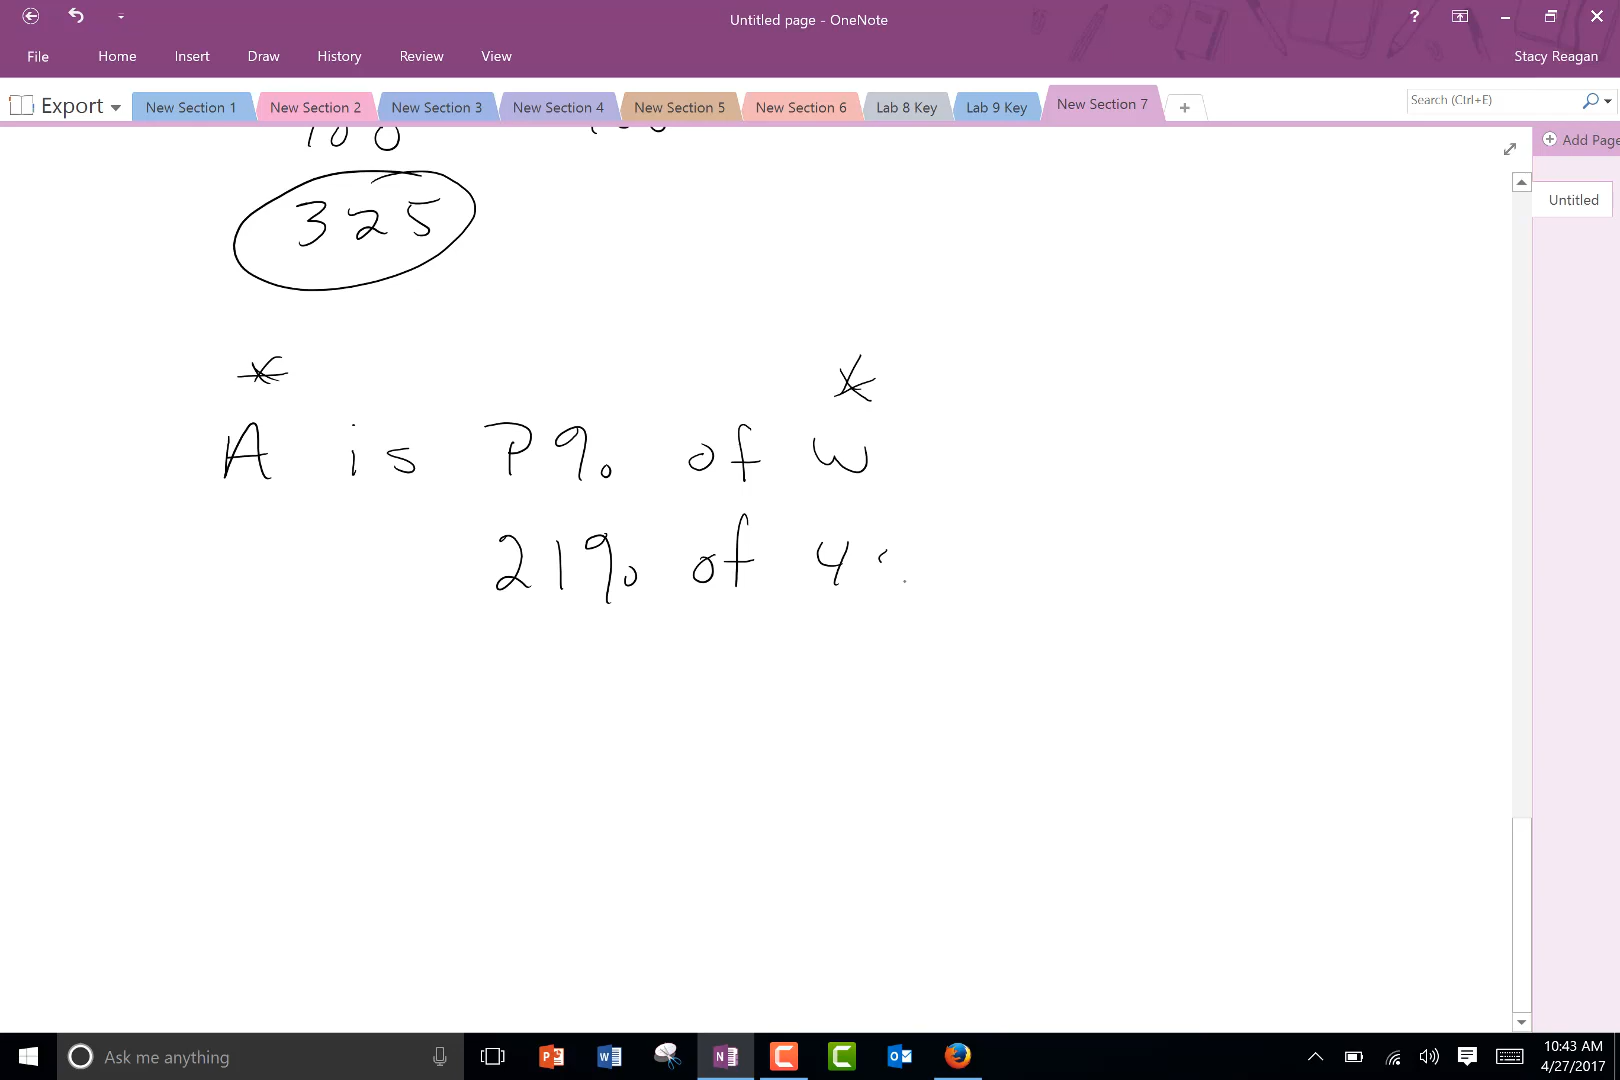 Untitled page - OneNote
?
File Home Insert Draw History Review View Stacy Reagan
Export New Section 1 New Section 2 New Section 3 New Section 4 New Section 5 New Section 6 Lab 8 Key Lab 9 Key New Section 7 + Search (Ctrl+E)
Add Page
100
Untitled
325
* *
A is P% of w
21% of 4
Ask me anything
10:43 AM
4/27/2017